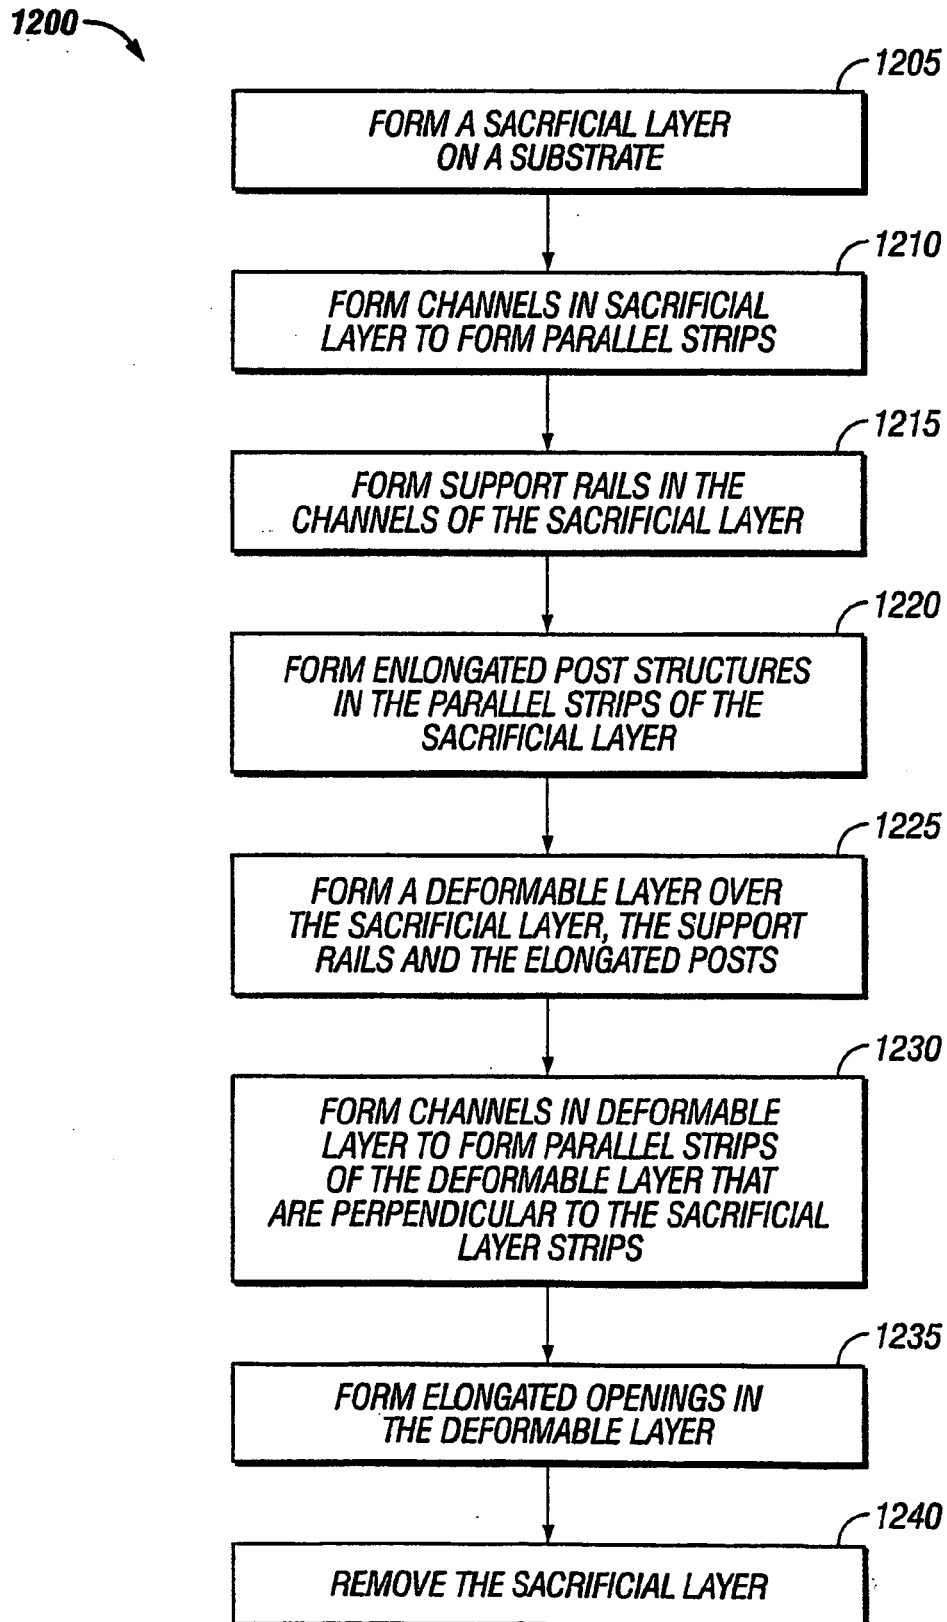 1200
1205
FORM A SACRFICIAL LAYER
ON A SUBSTRATE
1210
FORM CHANNELS IN SACRIFICIAL
LAYER TO FORM PARALLEL STRIPS
1215
FORM SUPPORT RAILS IN THE
CHANNELS OF THE SACRIFICIAL LAYER
1220
FORM ENLONGATED POST STRUCTURES
IN THE PARALLEL STRIPS OF THE
SACRIFICIAL LAYER
1225
FORM A DEFORMABLE LAYER OVER
THE SACRIFICIAL LAYER, THE SUPPORT
RAILS AND THE ELONGATED POSTS
1230
FORM CHANNELS IN DEFORMABLE
LAYER TO FORM PARALLEL STRIPS
OF THE DEFORMABLE LAYER THAT
ARE PERPENDICULAR TO THE SACRIFICIAL
LAYER STRIPS
1235
FORM ELONGATED OPENINGS IN
THE DEFORMABLE LAYER
1240
REMOVE THE SACRIFICIAL LAYER